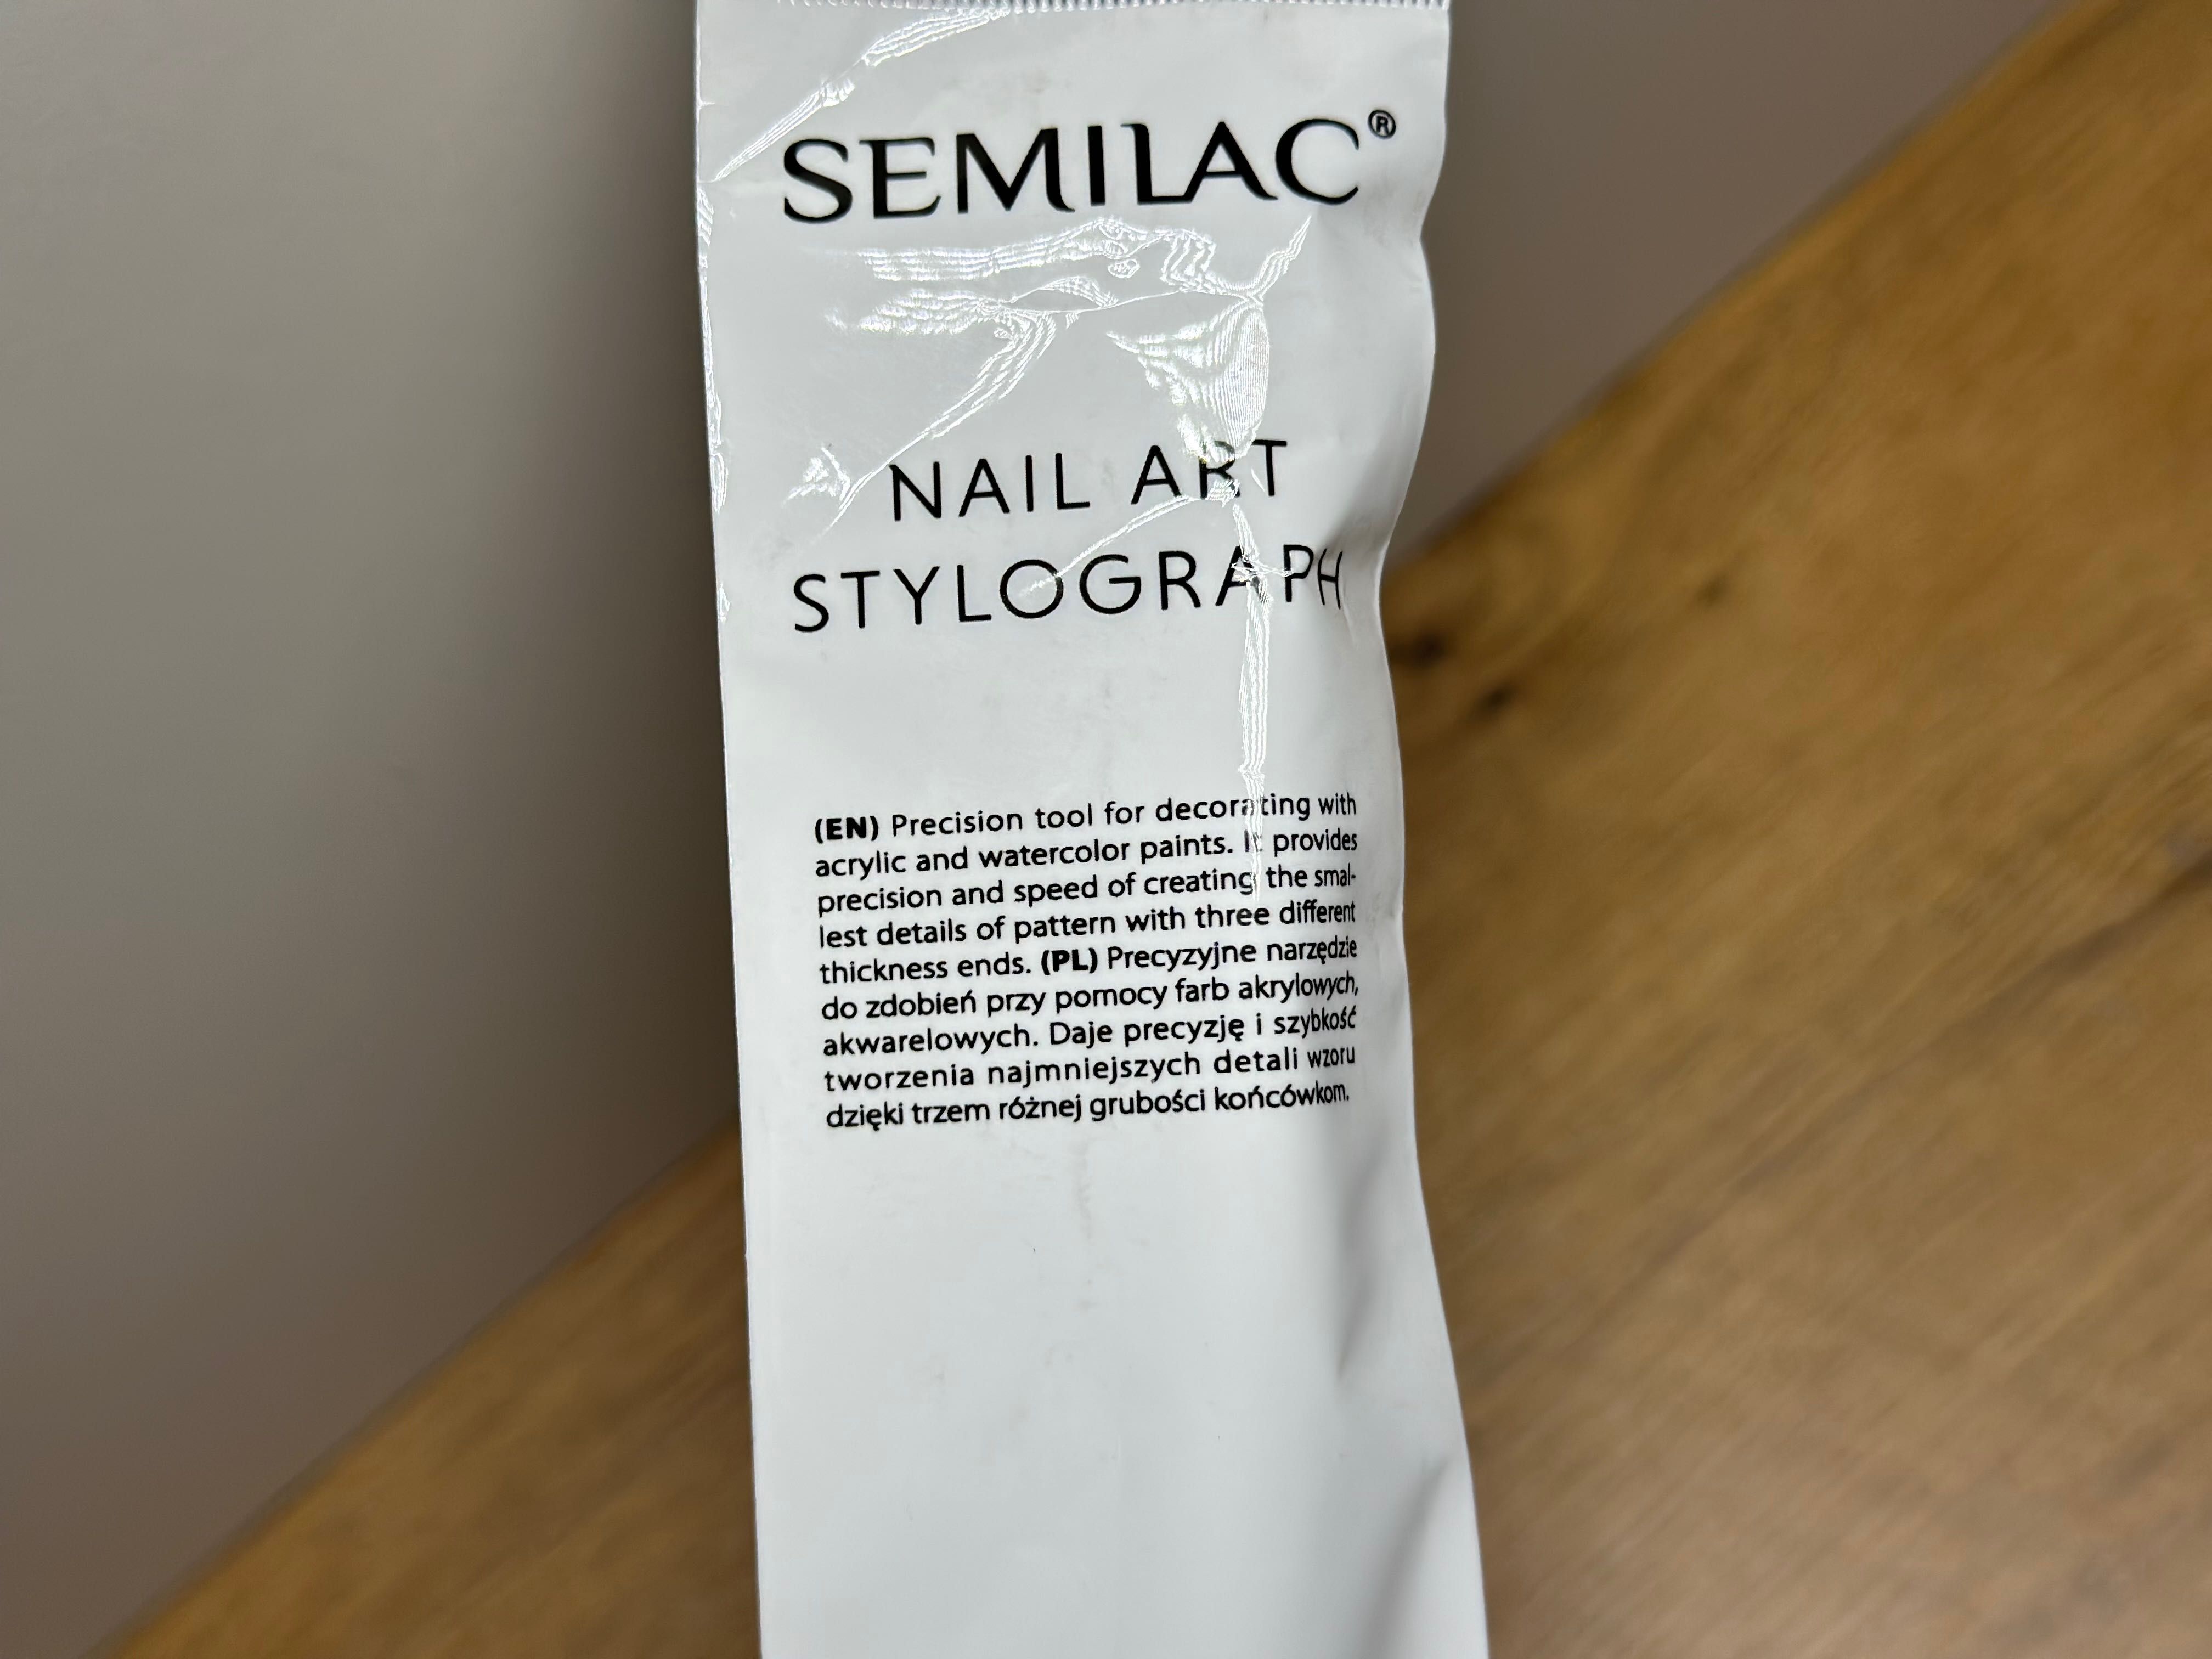 SEMILAC®
NAIL ART
STYLOGRAPH
(EN) Precision tool for decorating with
acrylic and watercolor paints. It provides
precision and speed of creating the smal-
lest details of pattern with three different
thickness ends. (PL) Precyzyjne narzędzie
do zdobień przy pomocy farb akrylowych,
akwarelowych. Daje precyzję i szybkość
tworzenia najmniejszych detali wzoru
dzięki trzem różnej grubości końcówkom.